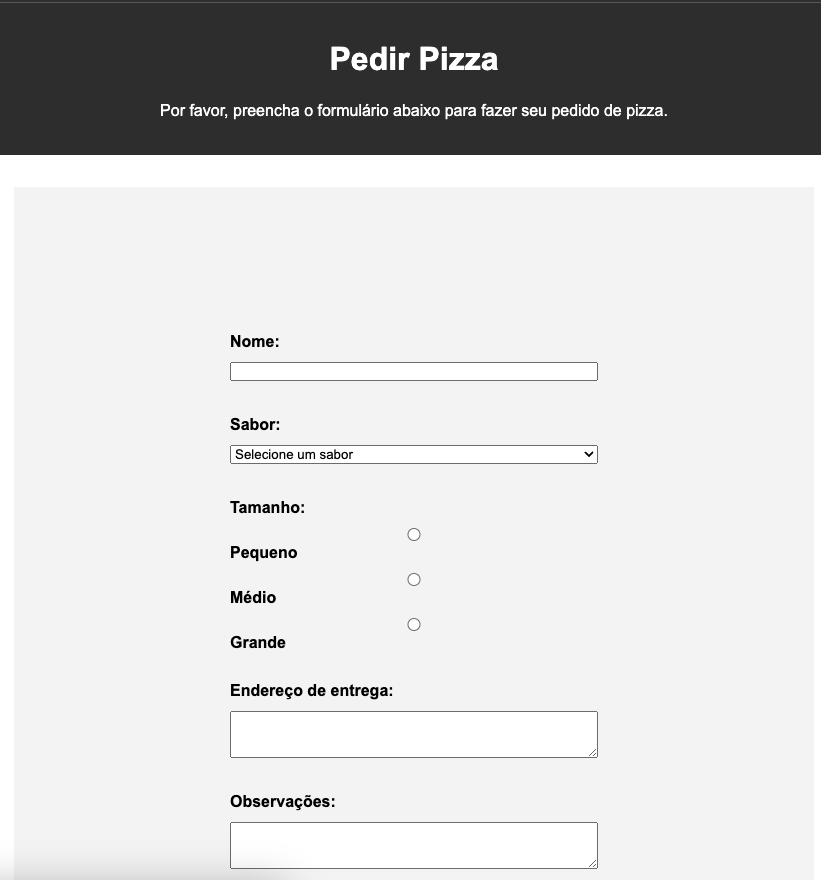 Pedir Pizza
Por favor, preencha o formulário abaixo para fazer seu pedido de pizza.
Nome:
Sabor:
Selecione um sabor
Tamanho:
Pequeno
Médio
Grande
Endereço de entrega:
Observações: